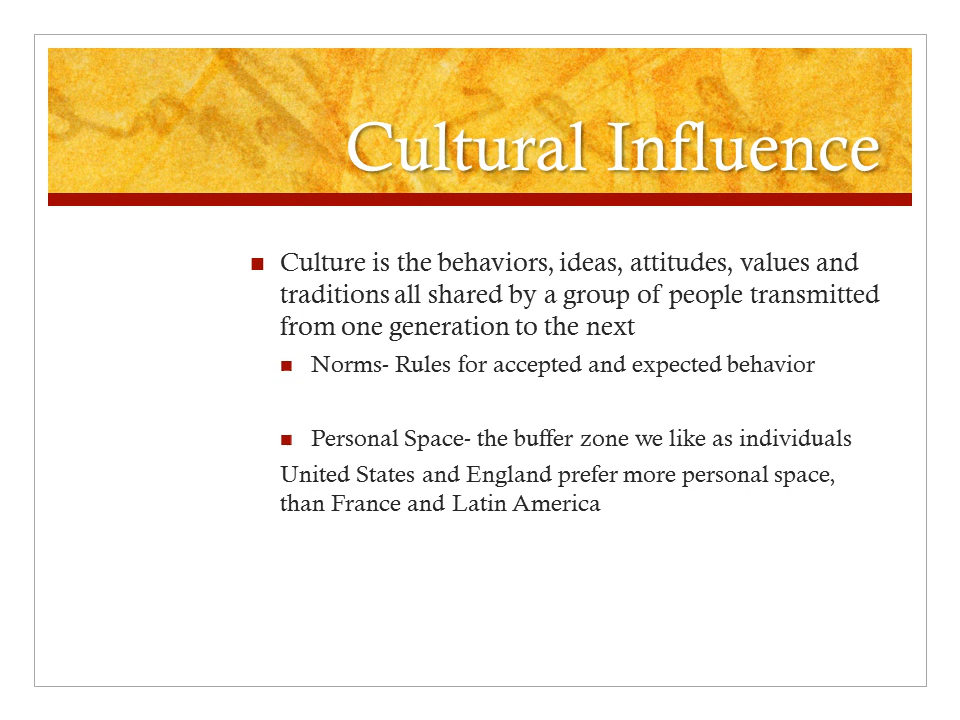 Cultural Influence
Culture is the behaviors, ideas, attitudes, values and
traditions all shared by a group of people transmitted
from one generation to the next
Norms- Rules for accepted and expected behavior
Personal Space- the buffer zone we like as individuals
United States and England prefer more personal space,
than France and Latin America